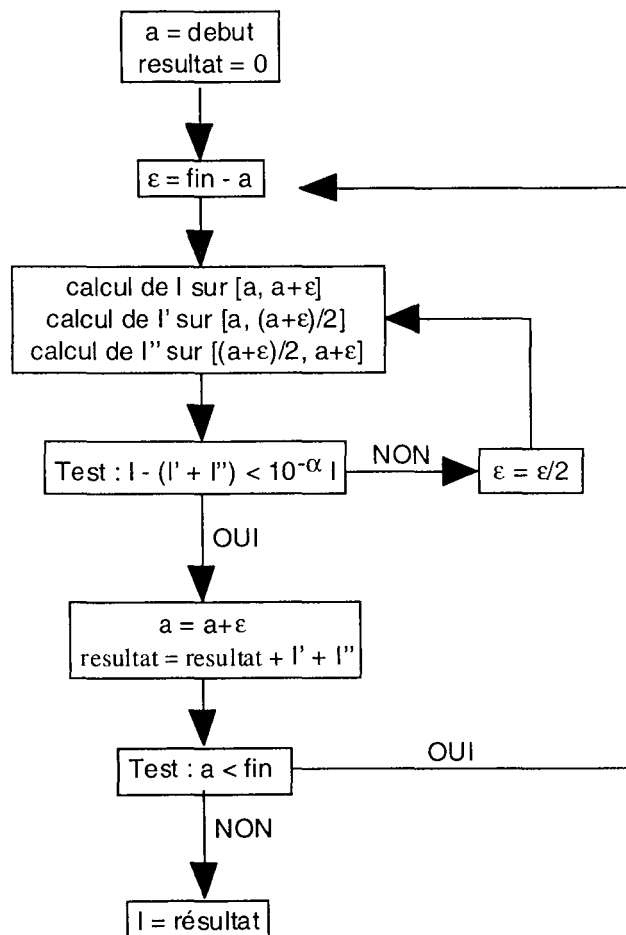 a = debut
resultat = 0
ε = fin - a
calcul de I sur [a, a+ε]
calcul de I' sur [a, (a+ε)/2]
calcul de I'' sur [(a+ε)/2, a+ε]
Test : I - (I' + I'') < 10^-α I
NON
ε = ε/2
OUI
a = a+ε
resultat = resultat + I' + I''
Test : a < fin
OUI
NON
I = résultat